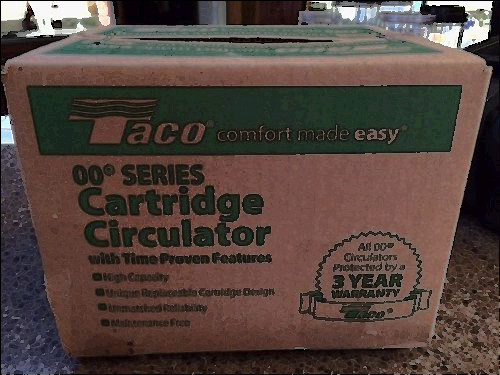 Taco® comfort made easy®
00® SERIES
Cartridge
Circulator
with Time Proven Features
High Capacity
Unique Replaceable Cartridge Design
Unmatched Reliability
Maintenance Free
All 00®
Circulators
Protected by a
3 YEAR
WARRANTY
Taco®